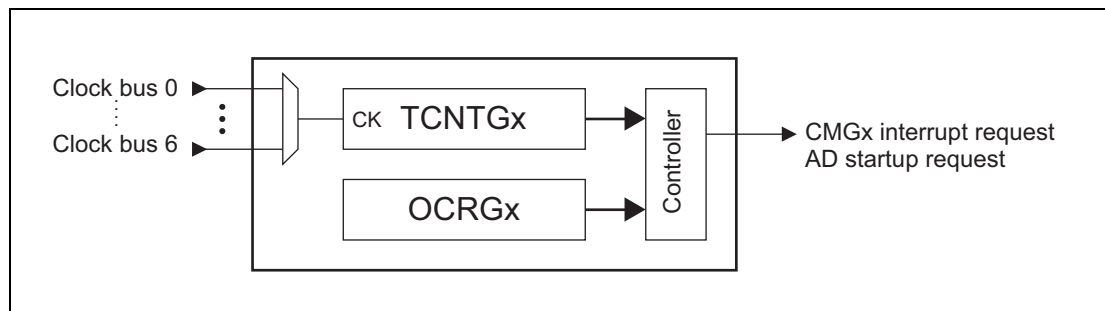 Clock bus 0
Clock bus 6
CK TCNTGx
OCRGx
Controller
CMGx interrupt request
AD startup request